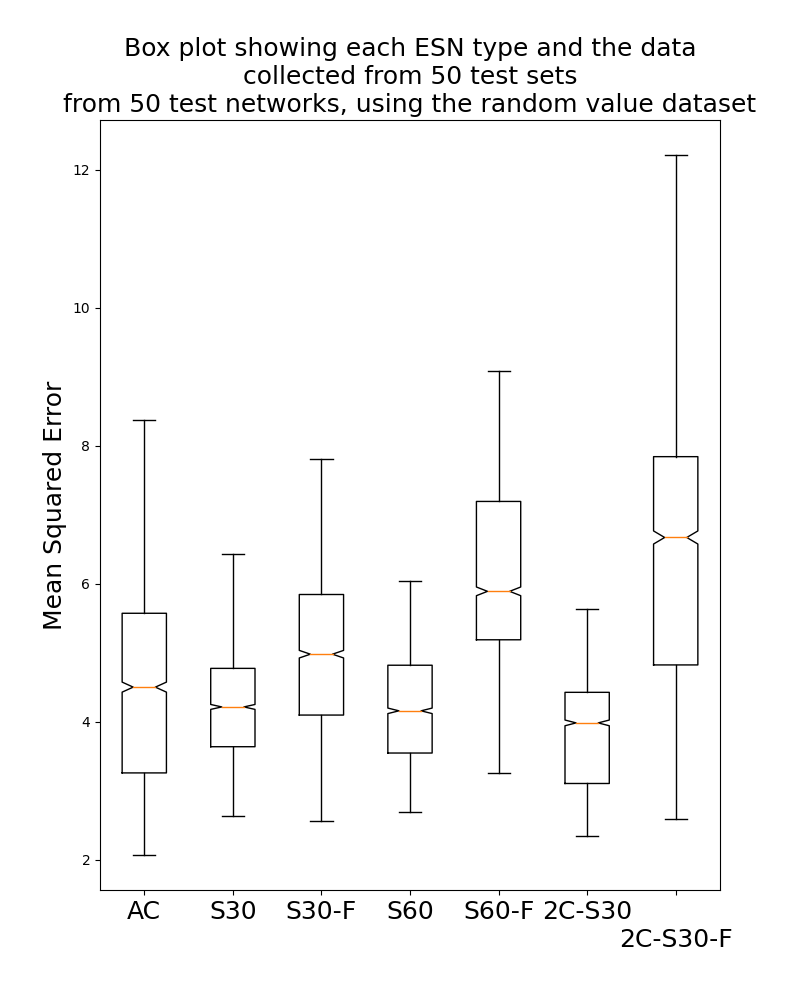 Box plot showing each ESN type and the data
collected from 50 test sets
from 50 test networks, using the random value dataset
12
10
8
6
4
2
Mean Squared Error
AC S30 S30-F S60 S60-F 2C-S30
2C-S30-F